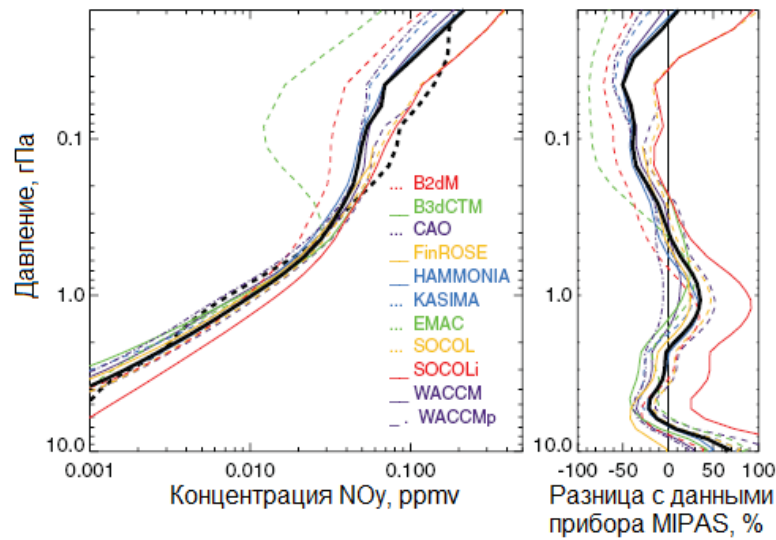 0.1
1.0
10.0
Давление, гПа
B2dM
B3dCTM
CAO
FinROSE
HAMMONIA
KASIMA
EMAC
SOCOL
SOCOLi
WACCM
WACCMp
0.001 0.010 0.100
Концентрация NOy, ppmv
0.1
1.0
10.0
-100 -50 0 50 100
Разница с данными
прибора MIPAS, %